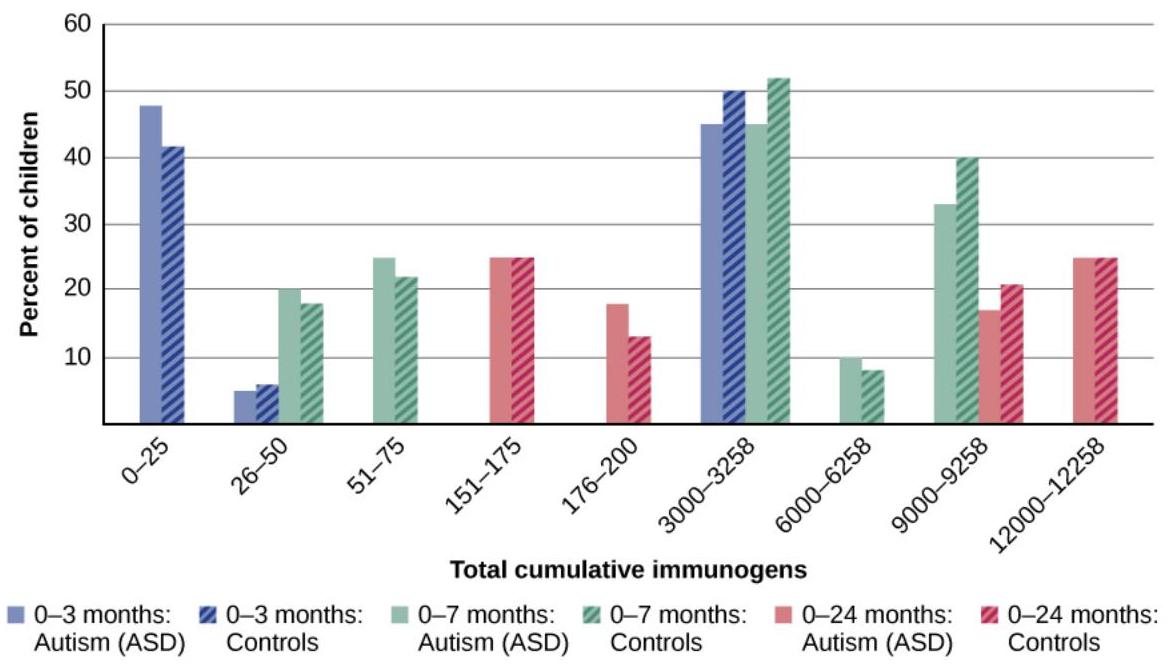 60
50
40
30
20
10
Percent of children
0–25
26–50
51–75
151–175
176–200
3000–3258
6000–6258
9000–9258
12000–12258
Total cumulative immunogens
0–3 months:
Autism (ASD)
0–3 months:
Controls
0–7 months:
Autism (ASD)
0–7 months:
Controls
0–24 months:
Autism (ASD)
0–24 months:
Controls